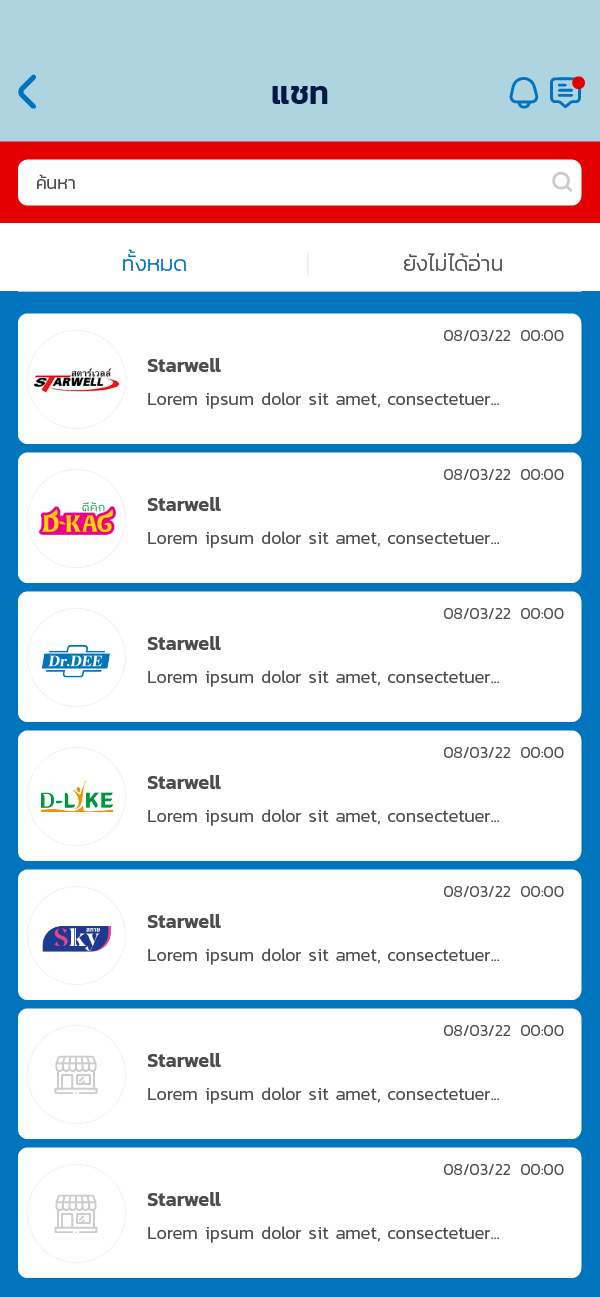 แชท
ค้นหา
ทั้งหมด
ยังไม่ได้อ่าน
08/03/22 00:00
สตาร์เวลล์
STARWELL
Starwell
Lorem ipsum dolor sit amet, consectetuer...
08/03/22 00:00
ดีคัก
D-KAG
Starwell
Lorem ipsum dolor sit amet, consectetuer...
08/03/22 00:00
Dr.DEE
Starwell
Lorem ipsum dolor sit amet, consectetuer...
08/03/22 00:00
D-LIKE
Starwell
Lorem ipsum dolor sit amet, consectetuer...
08/03/22 00:00
สกาย
Sky
Starwell
Lorem ipsum dolor sit amet, consectetuer...
08/03/22 00:00
Starwell
Lorem ipsum dolor sit amet, consectetuer...
08/03/22 00:00
Starwell
Lorem ipsum dolor sit amet, consectetuer...